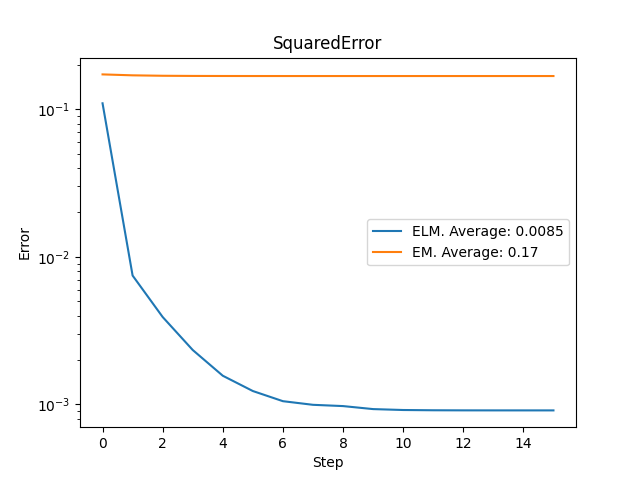 SquaredError
10⁻¹
10⁻²
10⁻³
Error
ELM. Average: 0.0085
EM. Average: 0.17
0 2 4 6 8 10 12 14
Step